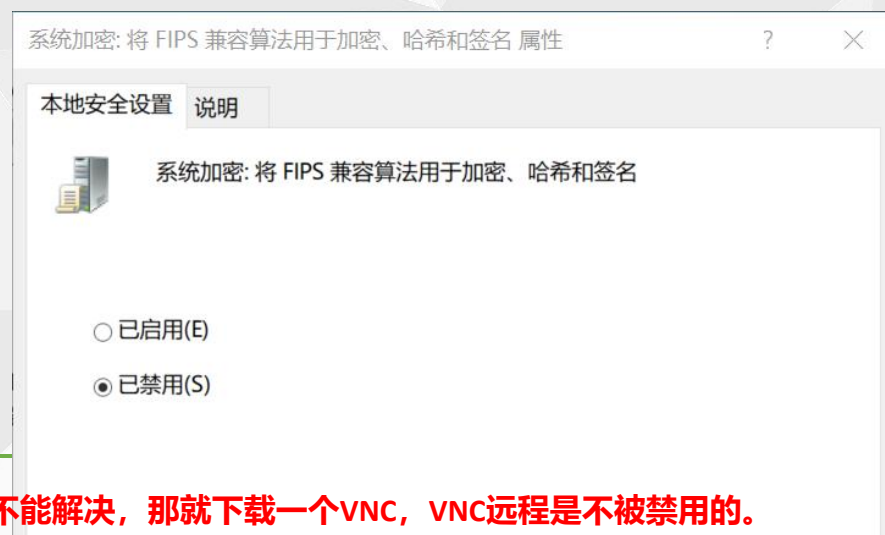 系统加密: 将 FIPS 兼容算法用于加密、哈希和签名 属性
本地安全设置
说明
系统加密: 将 FIPS 兼容算法用于加密、哈希和签名
已启用(E)
已禁用(S)
不能解决，那就下载一个VNC，VNC远程是不被禁用的。